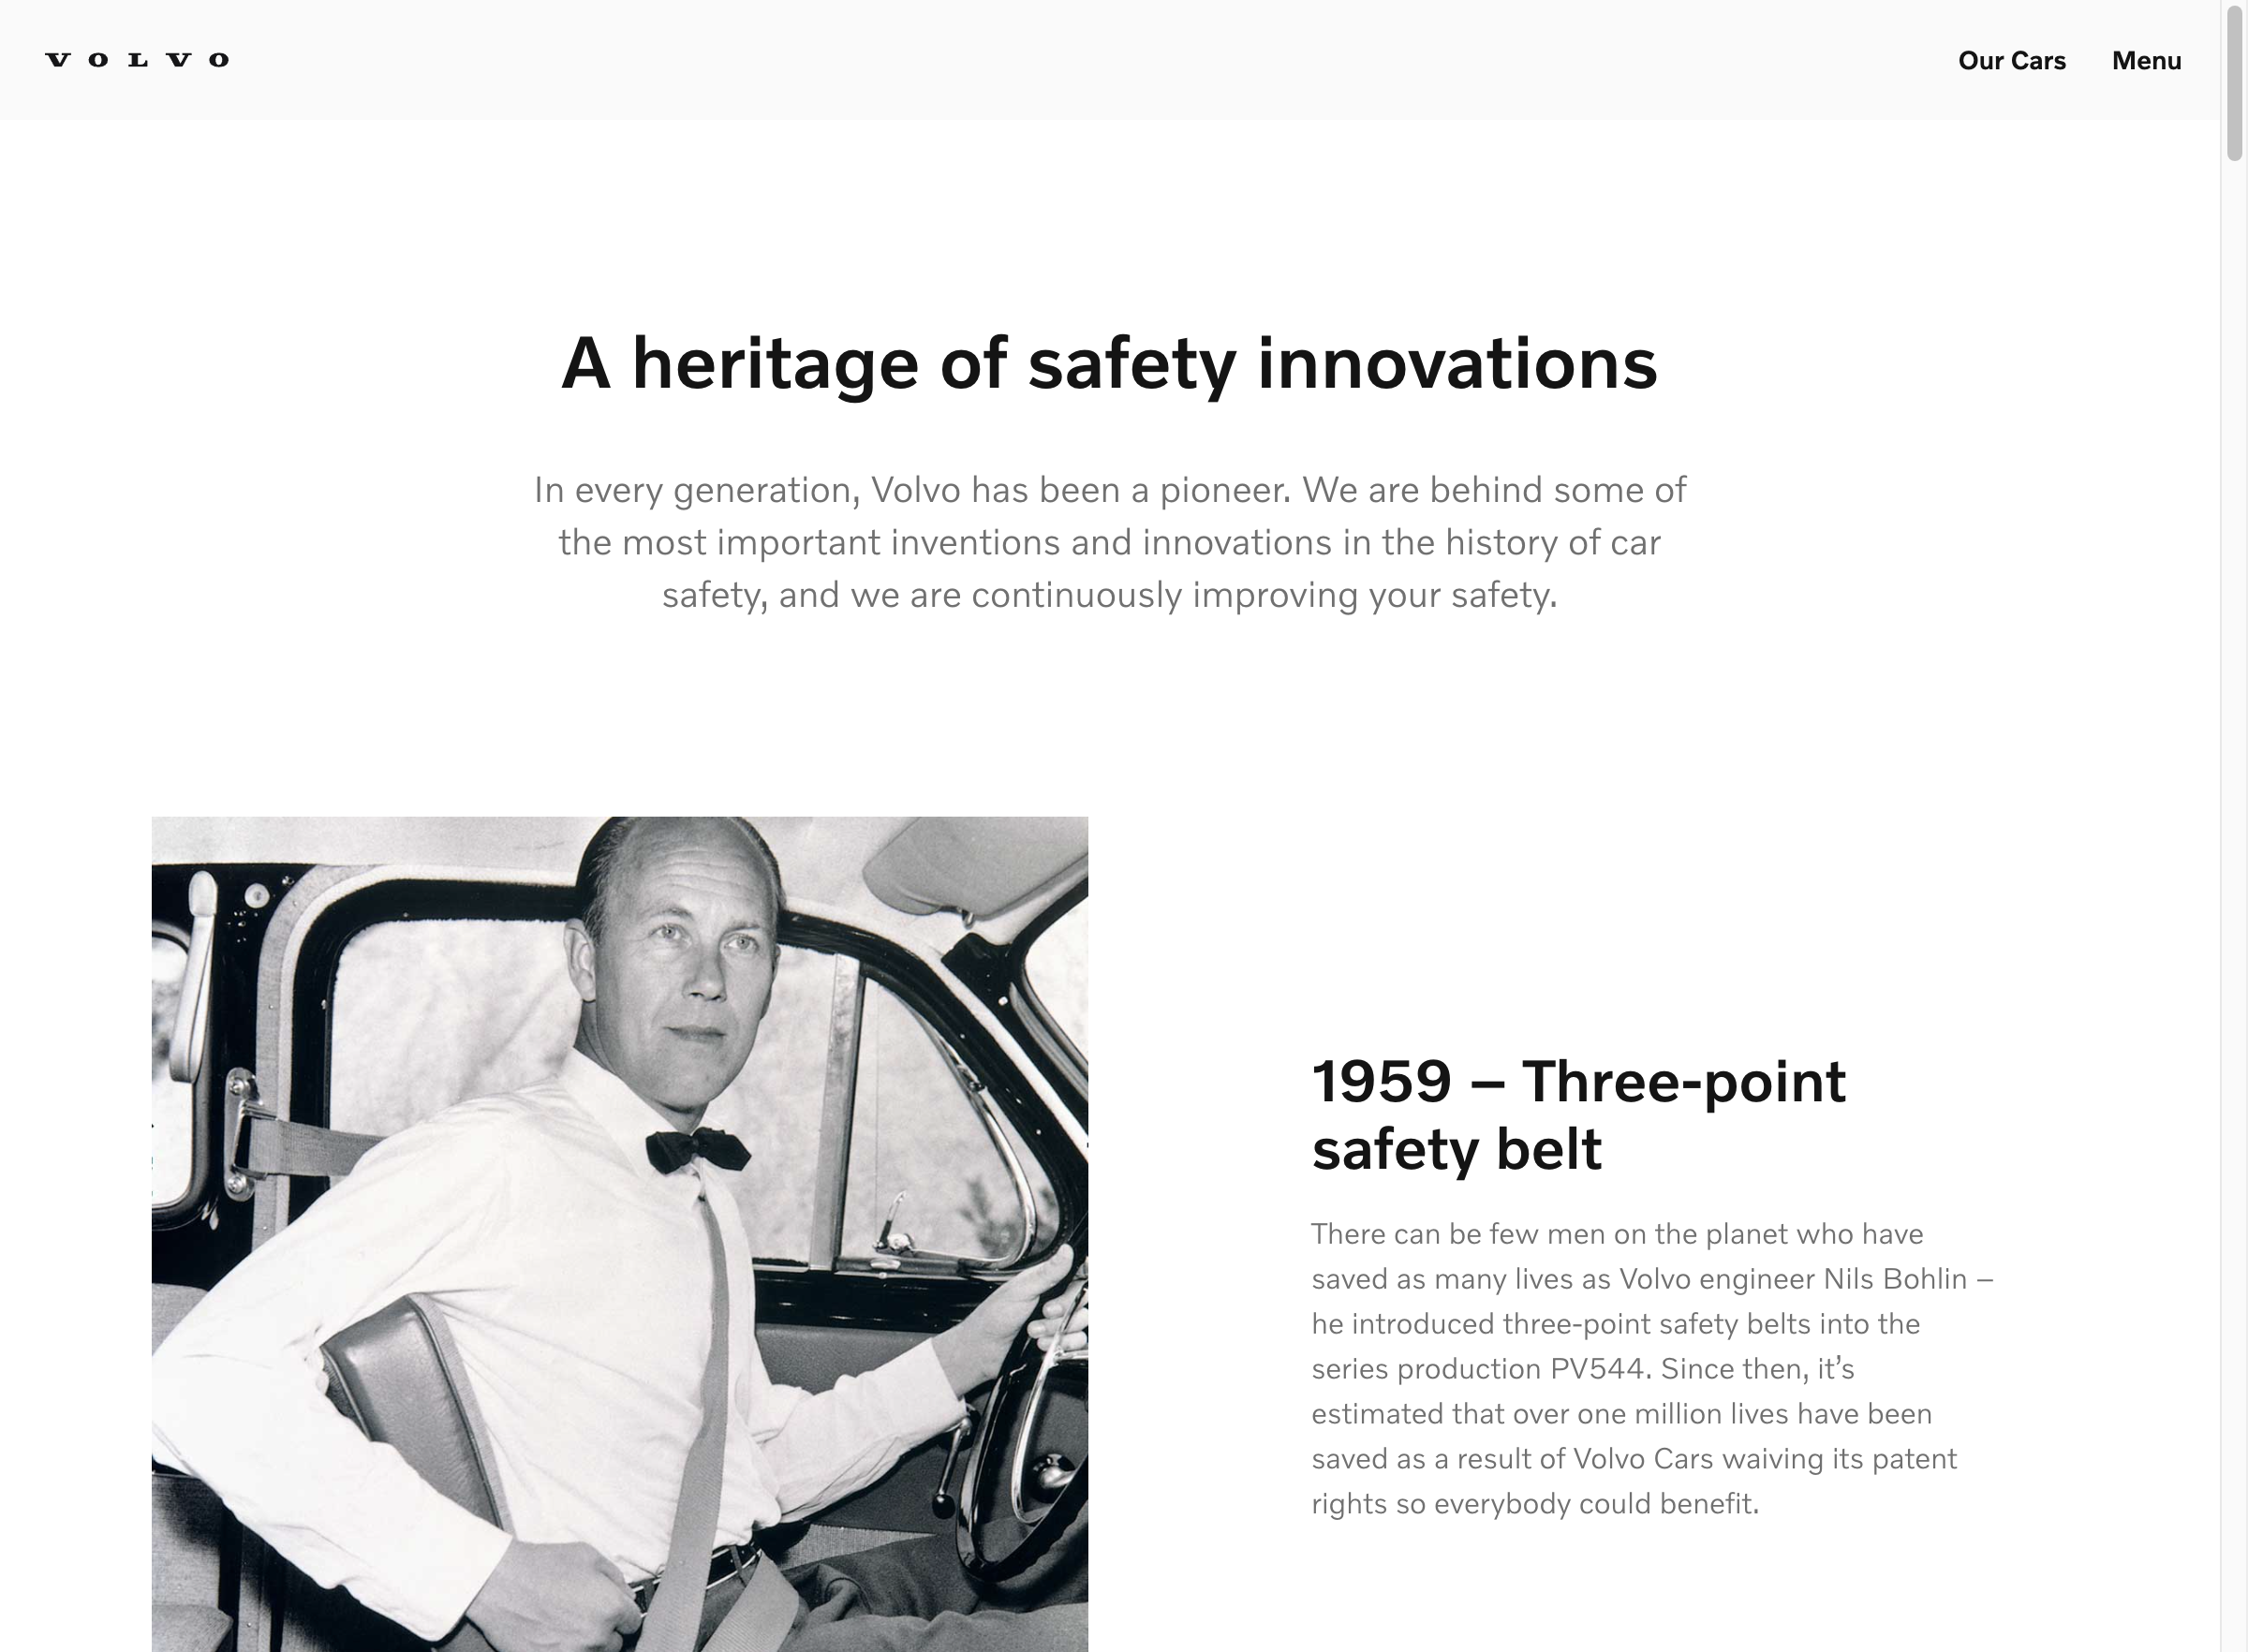 VOLVO
Our Cars
Menu
A heritage of safety innovations
In every generation, Volvo has been a pioneer. We are behind some of
the most important inventions and innovations in the history of car
safety, and we are continuously improving your safety.
1959 – Three-point
safety belt
There can be few men on the planet who have
saved as many lives as Volvo engineer Nils Bohlin –
he introduced three-point safety belts into the
series production PV544. Since then, it’s
estimated that over one million lives have been
saved as a result of Volvo Cars waiving its patent
rights so everybody could benefit.